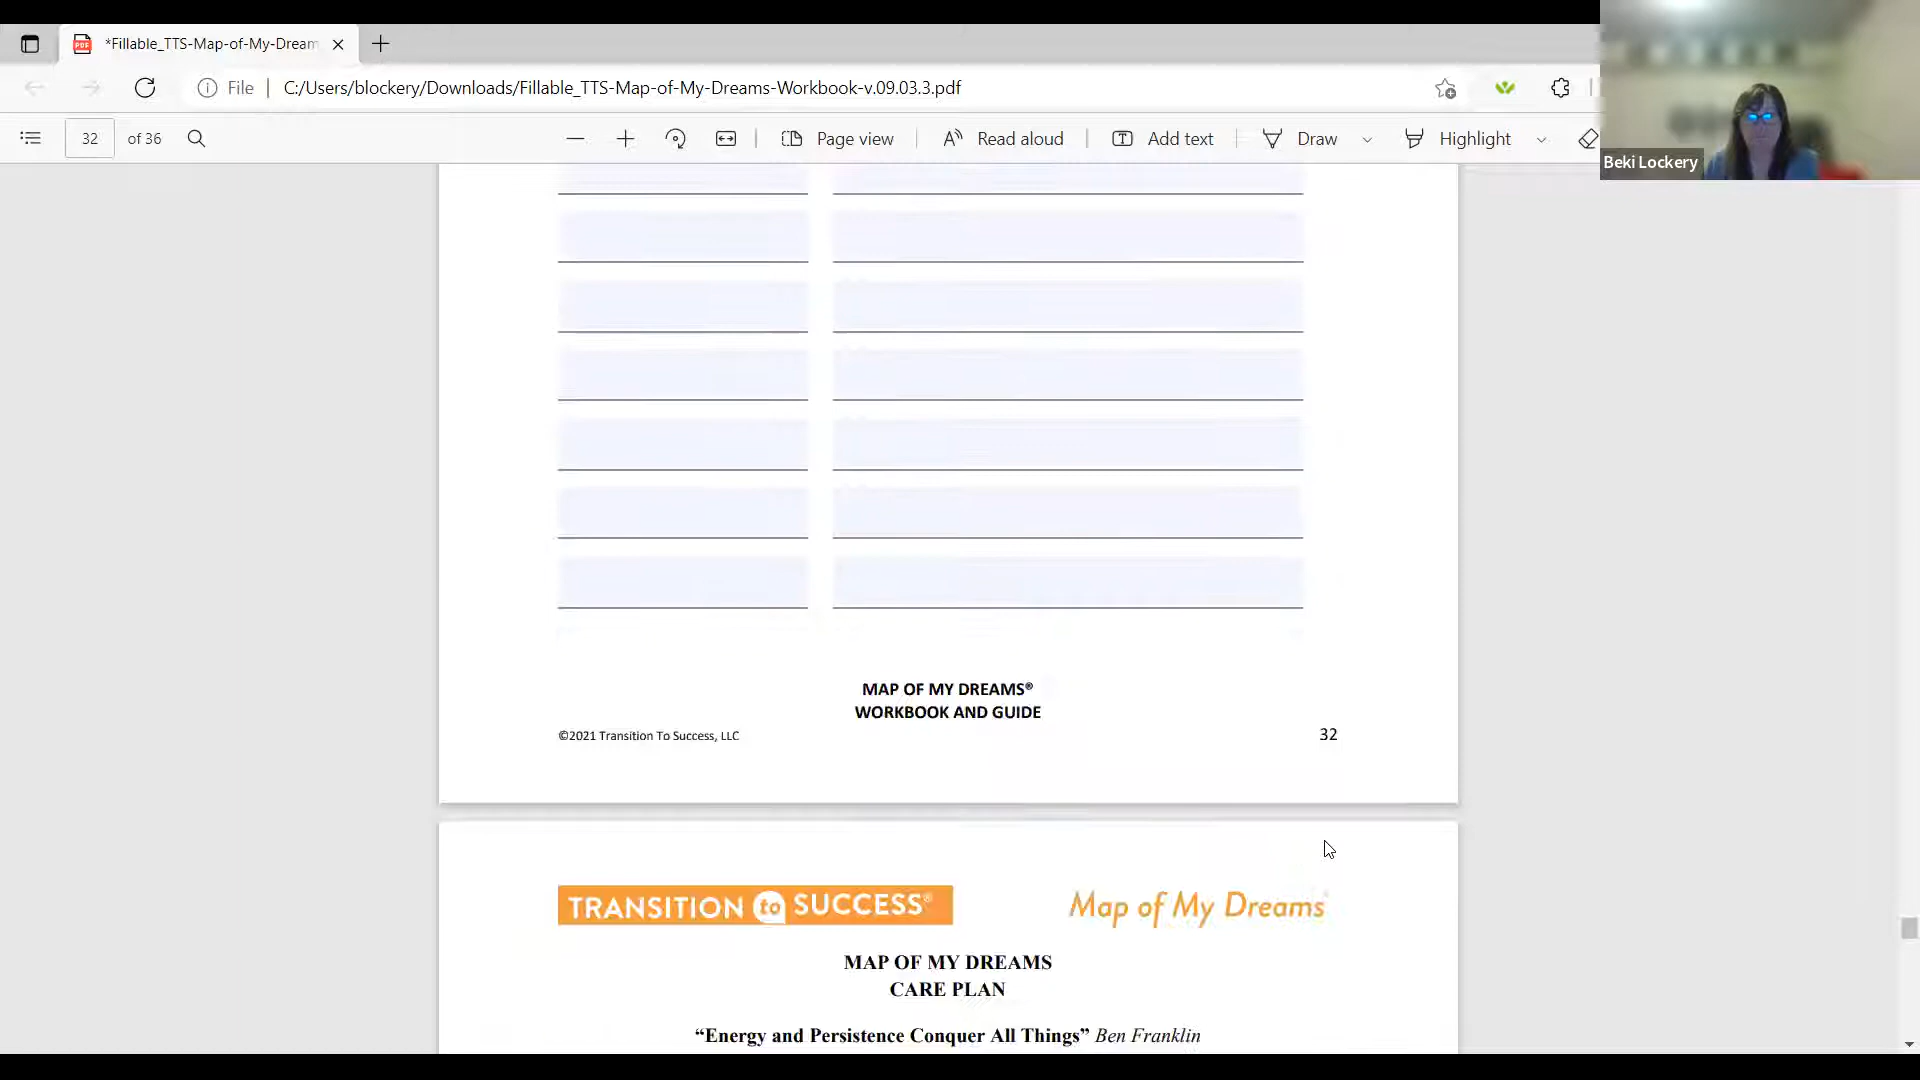 *Fillable_TTS-Map-of-My-Dream
File
C:/Users/blockery/Downloads/Fillable_TTS-Map-of-My-Dreams-Workbook-v.09.03.3.pdf
32 of 36
Page view
Read aloud
Add text
Draw
Highlight
Beki Lockery
MAP OF MY DREAMS®
WORKBOOK AND GUIDE
©2021 Transition To Success, LLC
32
TRANSITION to SUCCESS®
Map of My Dreams
MAP OF MY DREAMS
CARE PLAN
“Energy and Persistence Conquer All Things” Ben Franklin